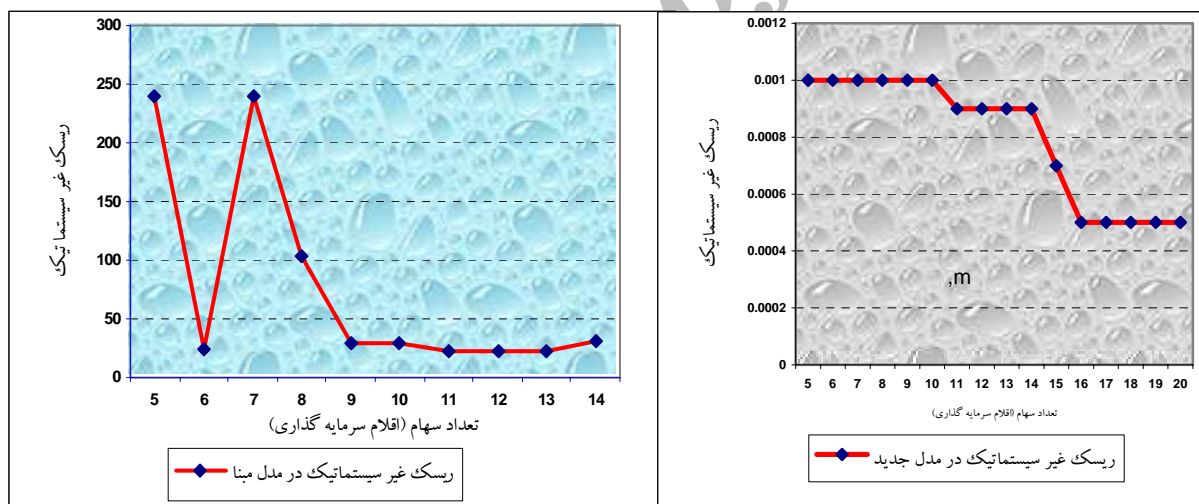 300
250
200
150
100
50
0
ریسک غیر سیستماتیک
5 6 7 8 9 10 11 12 13 14
تعداد سهام (اقلام سرمایه گذاری)
ریسک غیر سیستماتیک در مدل مبنا
0.0012
0.001
0.0008
0.0006
0.0004
0.0002
0
ریسک غیر سیستماتیک
,m
5 6 7 8 9 10 11 12 13 14 15 16 17 18 19 20
تعداد سهام (اقلام سرمایه گذاری)
ریسک غیر سیستماتیک در مدل جدید